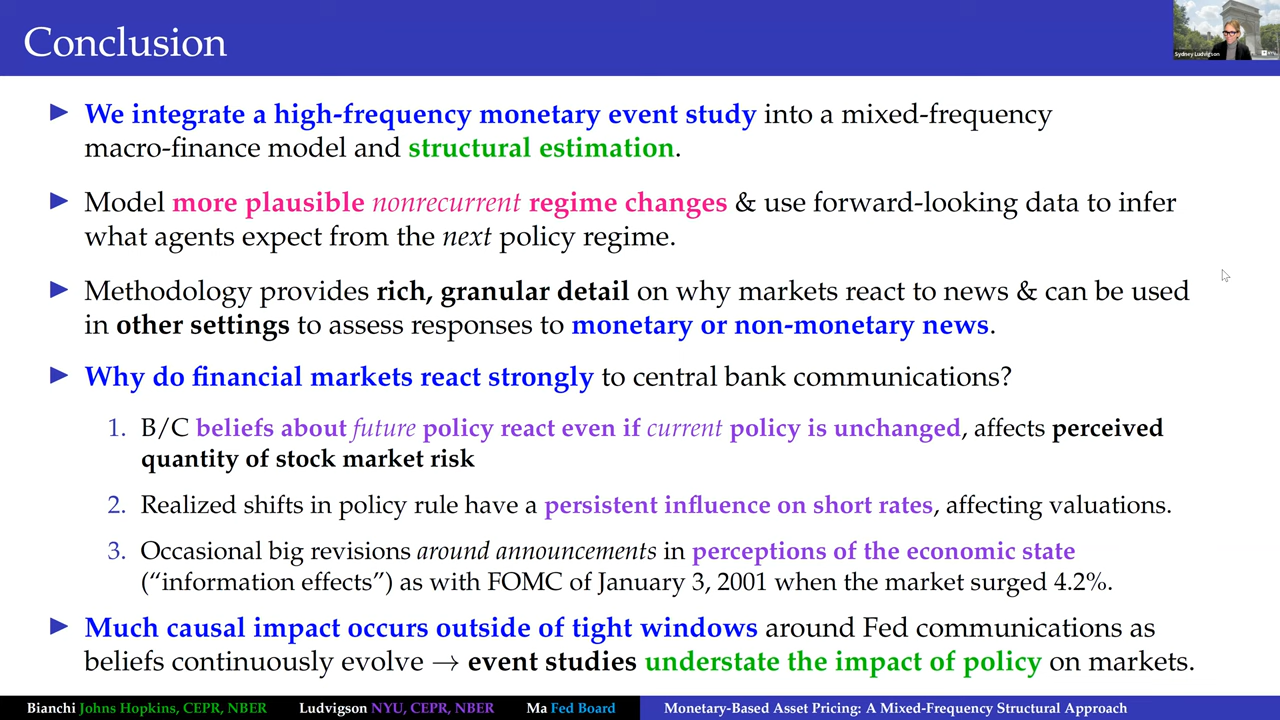 Conclusion
Sydney Ludvigson
We integrate a high-frequency monetary event study into a mixed-frequency
macro-finance model and structural estimation.
Model more plausible nonrecurrent regime changes & use forward-looking data to infer
what agents expect from the next policy regime.
Methodology provides rich, granular detail on why markets react to news & can be used
in other settings to assess responses to monetary or non-monetary news.
Why do financial markets react strongly to central bank communications?
1. B/C beliefs about future policy react even if current policy is unchanged, affects perceived
quantity of stock market risk
2. Realized shifts in policy rule have a persistent influence on short rates, affecting valuations.
3. Occasional big revisions around announcements in perceptions of the economic state
(“information effects”) as with FOMC of January 3, 2001 when the market surged 4.2%.
Much causal impact occurs outside of tight windows around Fed communications as
beliefs continuously evolve → event studies understate the impact of policy on markets.
Bianchi Johns Hopkins, CEPR, NBER Ludvigson NYU, CEPR, NBER Ma Fed Board Monetary-Based Asset Pricing: A Mixed-Frequency Structural Approach